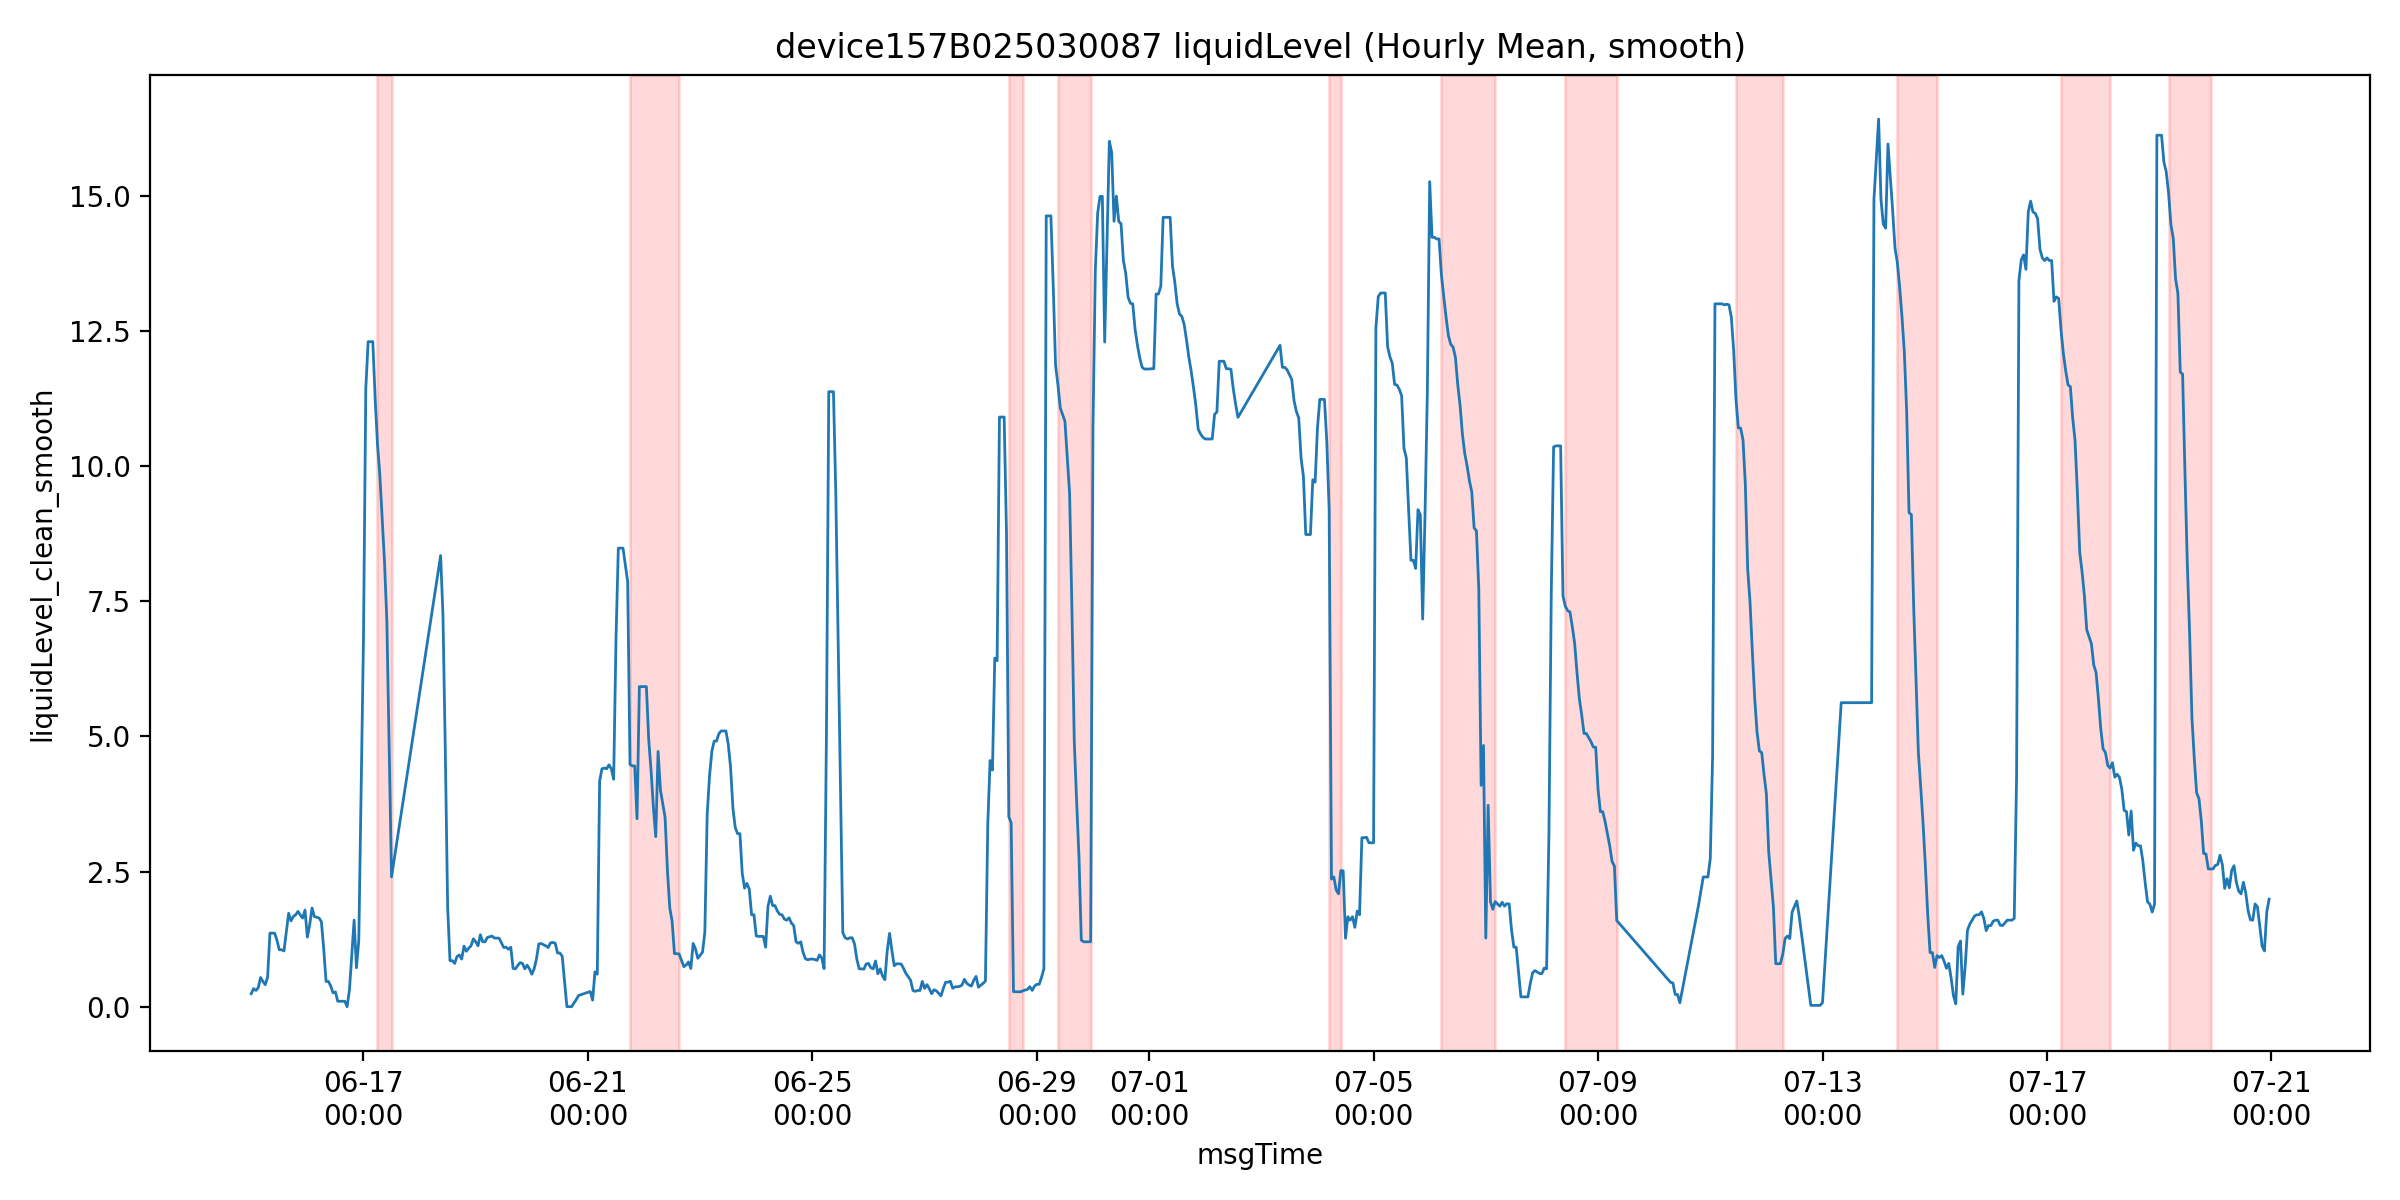 device157B025030087 liquidLevel (Hourly Mean, smooth)
liquidLevel_clean_smooth
15.0
12.5
10.0
7.5
5.0
2.5
0.0
06-17 06-21 06-25 06-29 07-01 07-05 07-09 07-13 07-17 07-21
00:00 00:00 00:00 00:00 00:00 00:00 00:00 00:00 00:00 00:00
msgTime